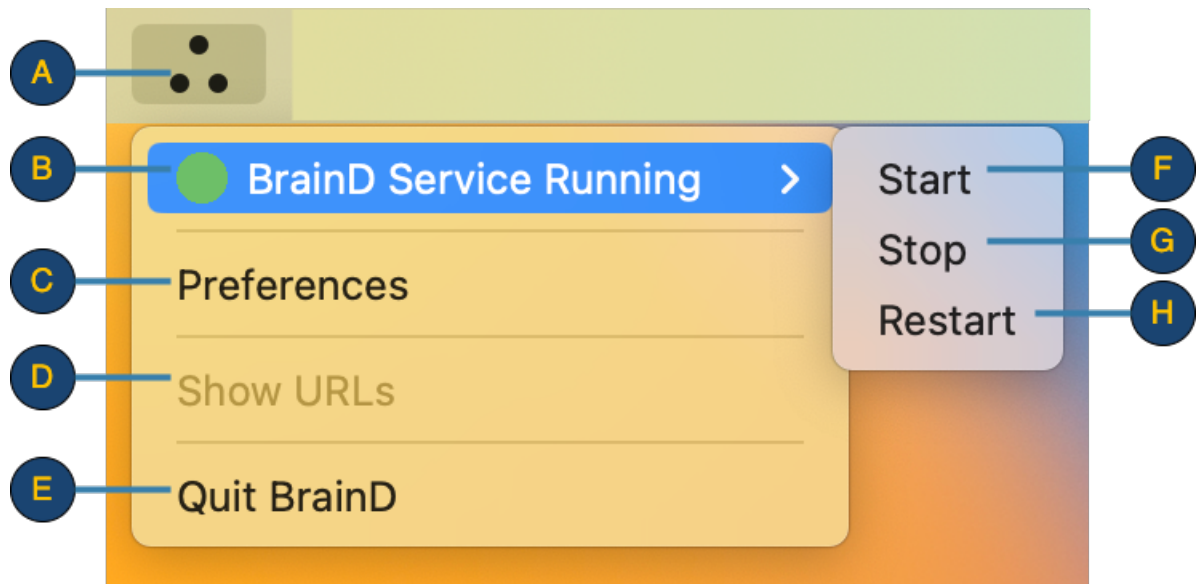 A
B
BrainD Service Running
C
Preferences
D
Show URLs
E
Quit BrainD
Start
F
Stop
G
Restart
H